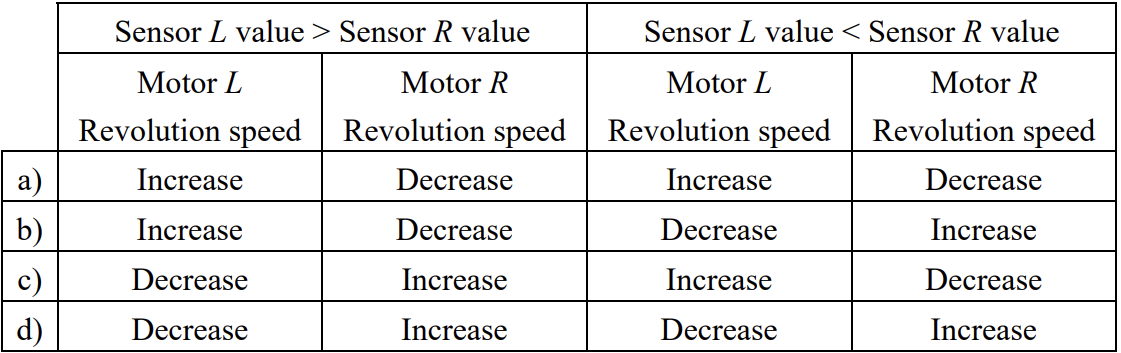 Sensor L value > Sensor R value Sensor L value < Sensor R value
Motor L Motor R Motor L Motor R
Revolution speed Revolution speed Revolution speed Revolution speed
a) Increase Decrease Increase Decrease
b) Increase Decrease Decrease Increase
c) Decrease Increase Increase Decrease
d) Decrease Increase Decrease Increase